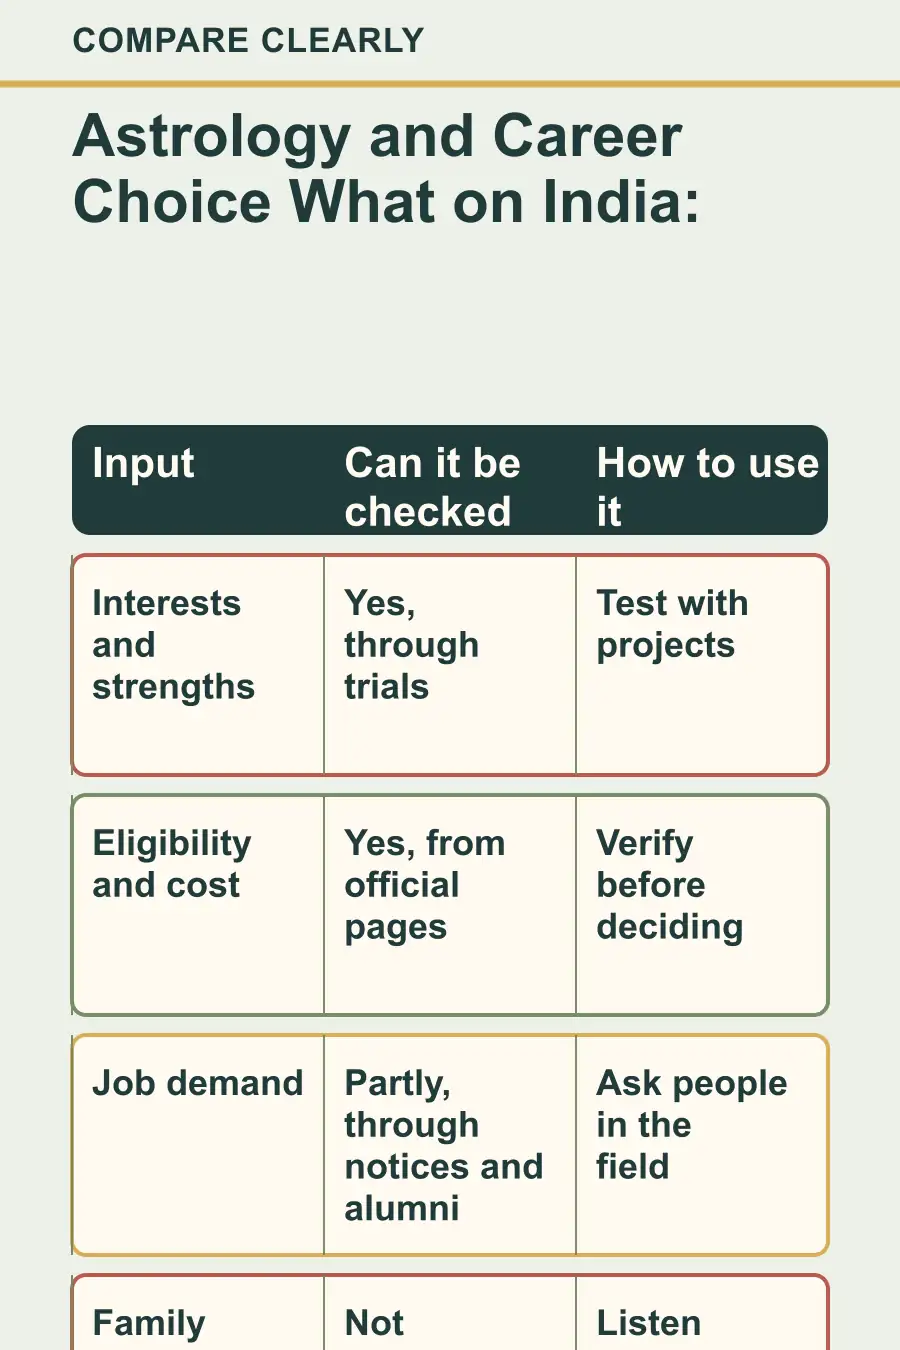 COMPARE CLEARLY
Astrology and Career
Choice What on India:
Input
Can it be
checked
How to use
it
Interests
and
strengths
Yes,
through
trials
Test with
projects
Eligibility
and cost
Yes, from
official
pages
Verify
before
deciding
Job demand
Partly,
through
notices and
alumni
Ask people
in the
field
Family
Not
Listen